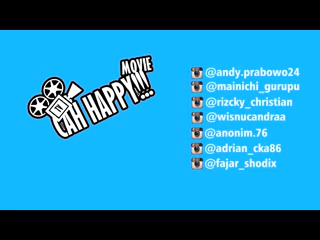 MOVIE
CAH HAPPY!!!...
@andy.prabowo24
@mainichi_gurupu
@rizcky_christian
@wisnucandraa
@anonim.76
@adrian_cka86
@fajar_shodix